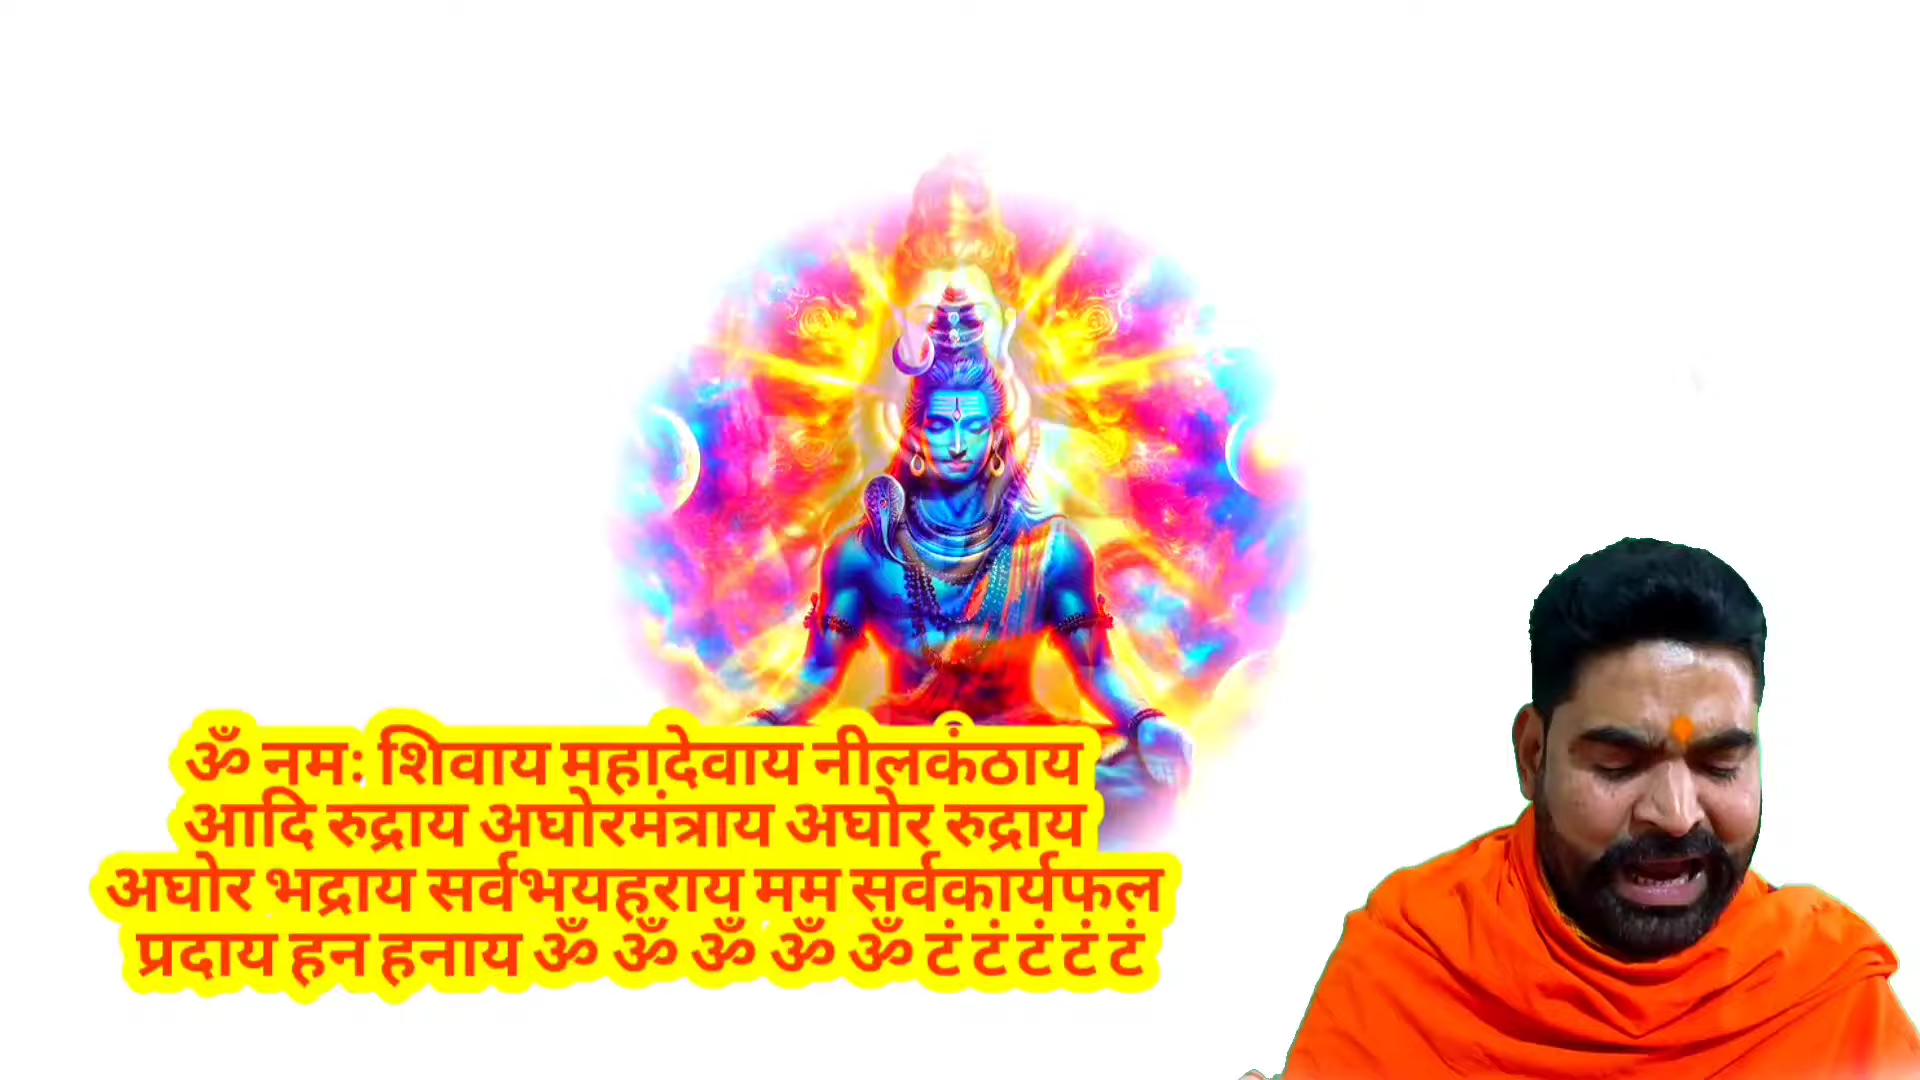 ॐ नमः शिवाय महादेवाय नीलकंठाय
आदि रुद्राय अघोरमंत्राय अघोर रुद्राय
अघोर भद्राय सर्वभयहराय मम सर्वकार्यफल
प्रदाय हन हनाय ॐ ॐ ॐ ॐ ॐ टं टं टं टं टं